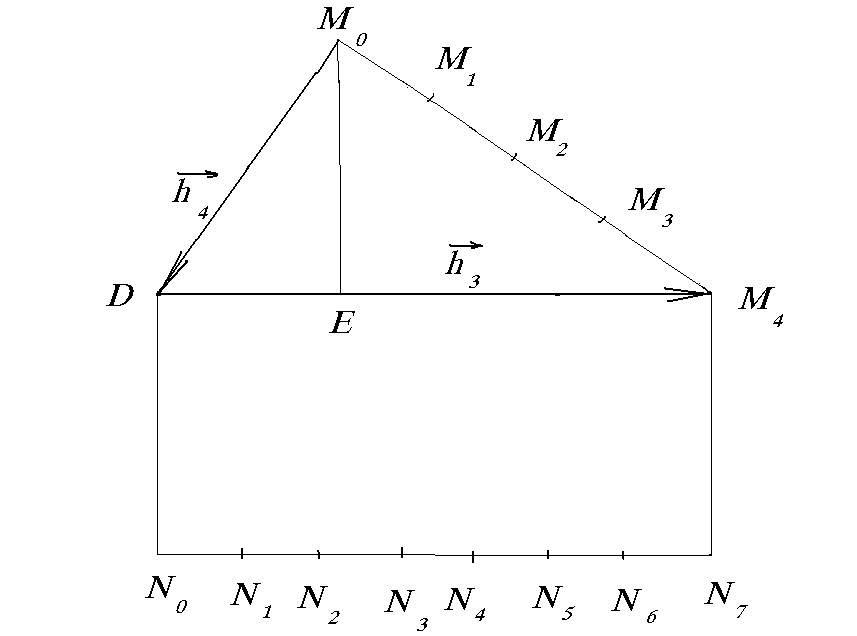 M₀
M₁
M₂
h₄
M₃
h₃
D
E
M₄
N₀ N₁ N₂ N₃ N₄ N₅ N₆ N₇